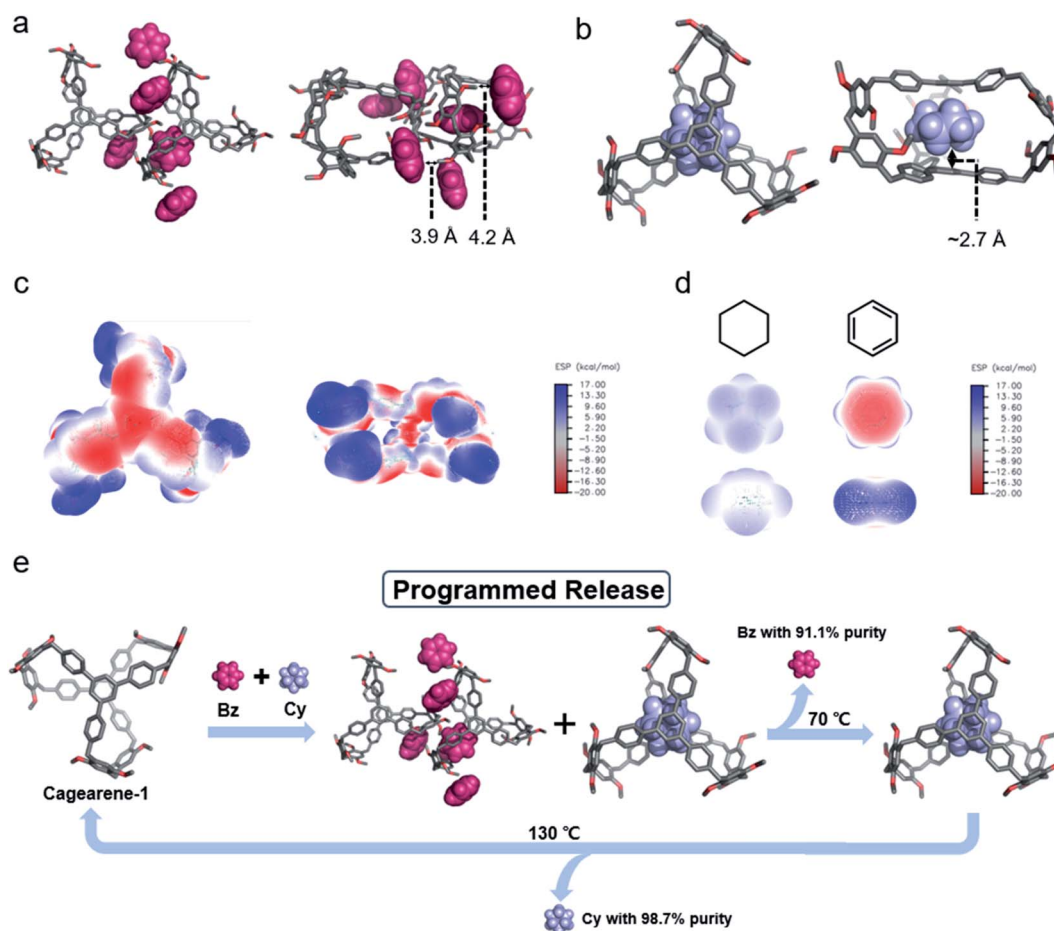 a
3.9 Å
4.2 Å
b
~2.7 Å
c
ESP (kcal/mol)
17.00
13.30
9.60
5.90
2.20
-1.50
-5.20
-8.90
-12.60
-16.30
-20.00
d
ESP (kcal/mol)
17.00
13.30
9.60
5.90
2.20
-1.50
-5.20
-8.90
-12.60
-16.30
-20.00
e
Programmed Release
Bz + Cy
+
Bz with 91.1% purity
70 ℃
Cagearene-1
130 ℃
Cy with 98.7% purity